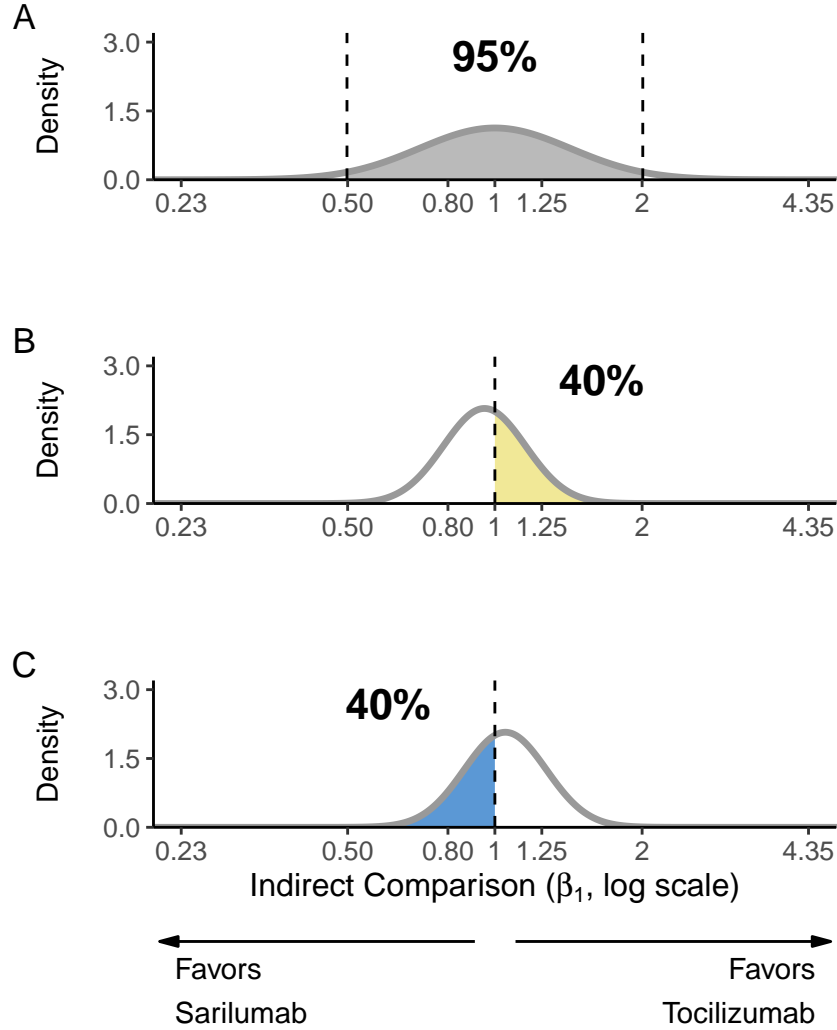 A
Density
3.0
1.5
0.0
95%
0.23 0.50 0.80 1 1.25 2 4.35
B
Density
3.0
1.5
0.0
40%
0.23 0.50 0.80 1 1.25 2 4.35
C
Density
3.0
1.5
0.0
40%
0.23 0.50 0.80 1 1.25 2 4.35
Indirect Comparison (β₁, log scale)
Favors
Sarilumab
Favors
Tocilizumab